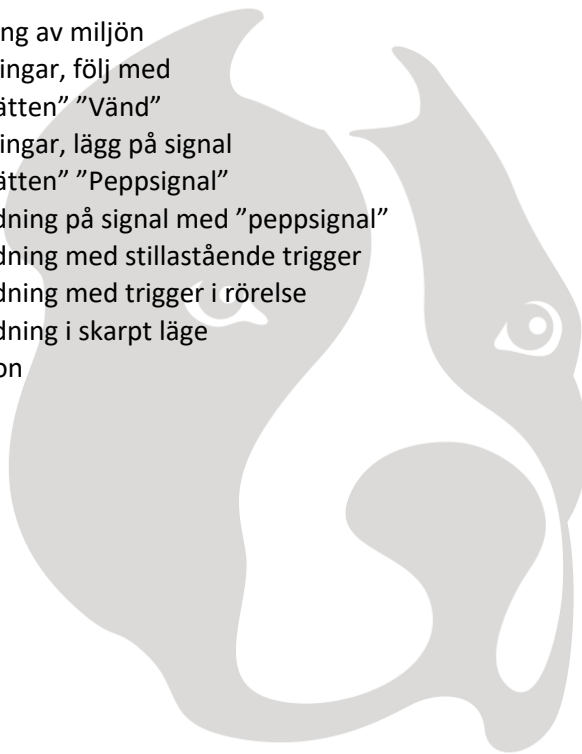 ng av miljön
ingar, följ med
ätten” ”Vänd”
ingar, lägg på signal
ätten” ”Peppsignal”
dning på signal med ”peppsignal”
dning med stillastående trigger
dning med trigger i rörelse
dning i skarpt läge
on